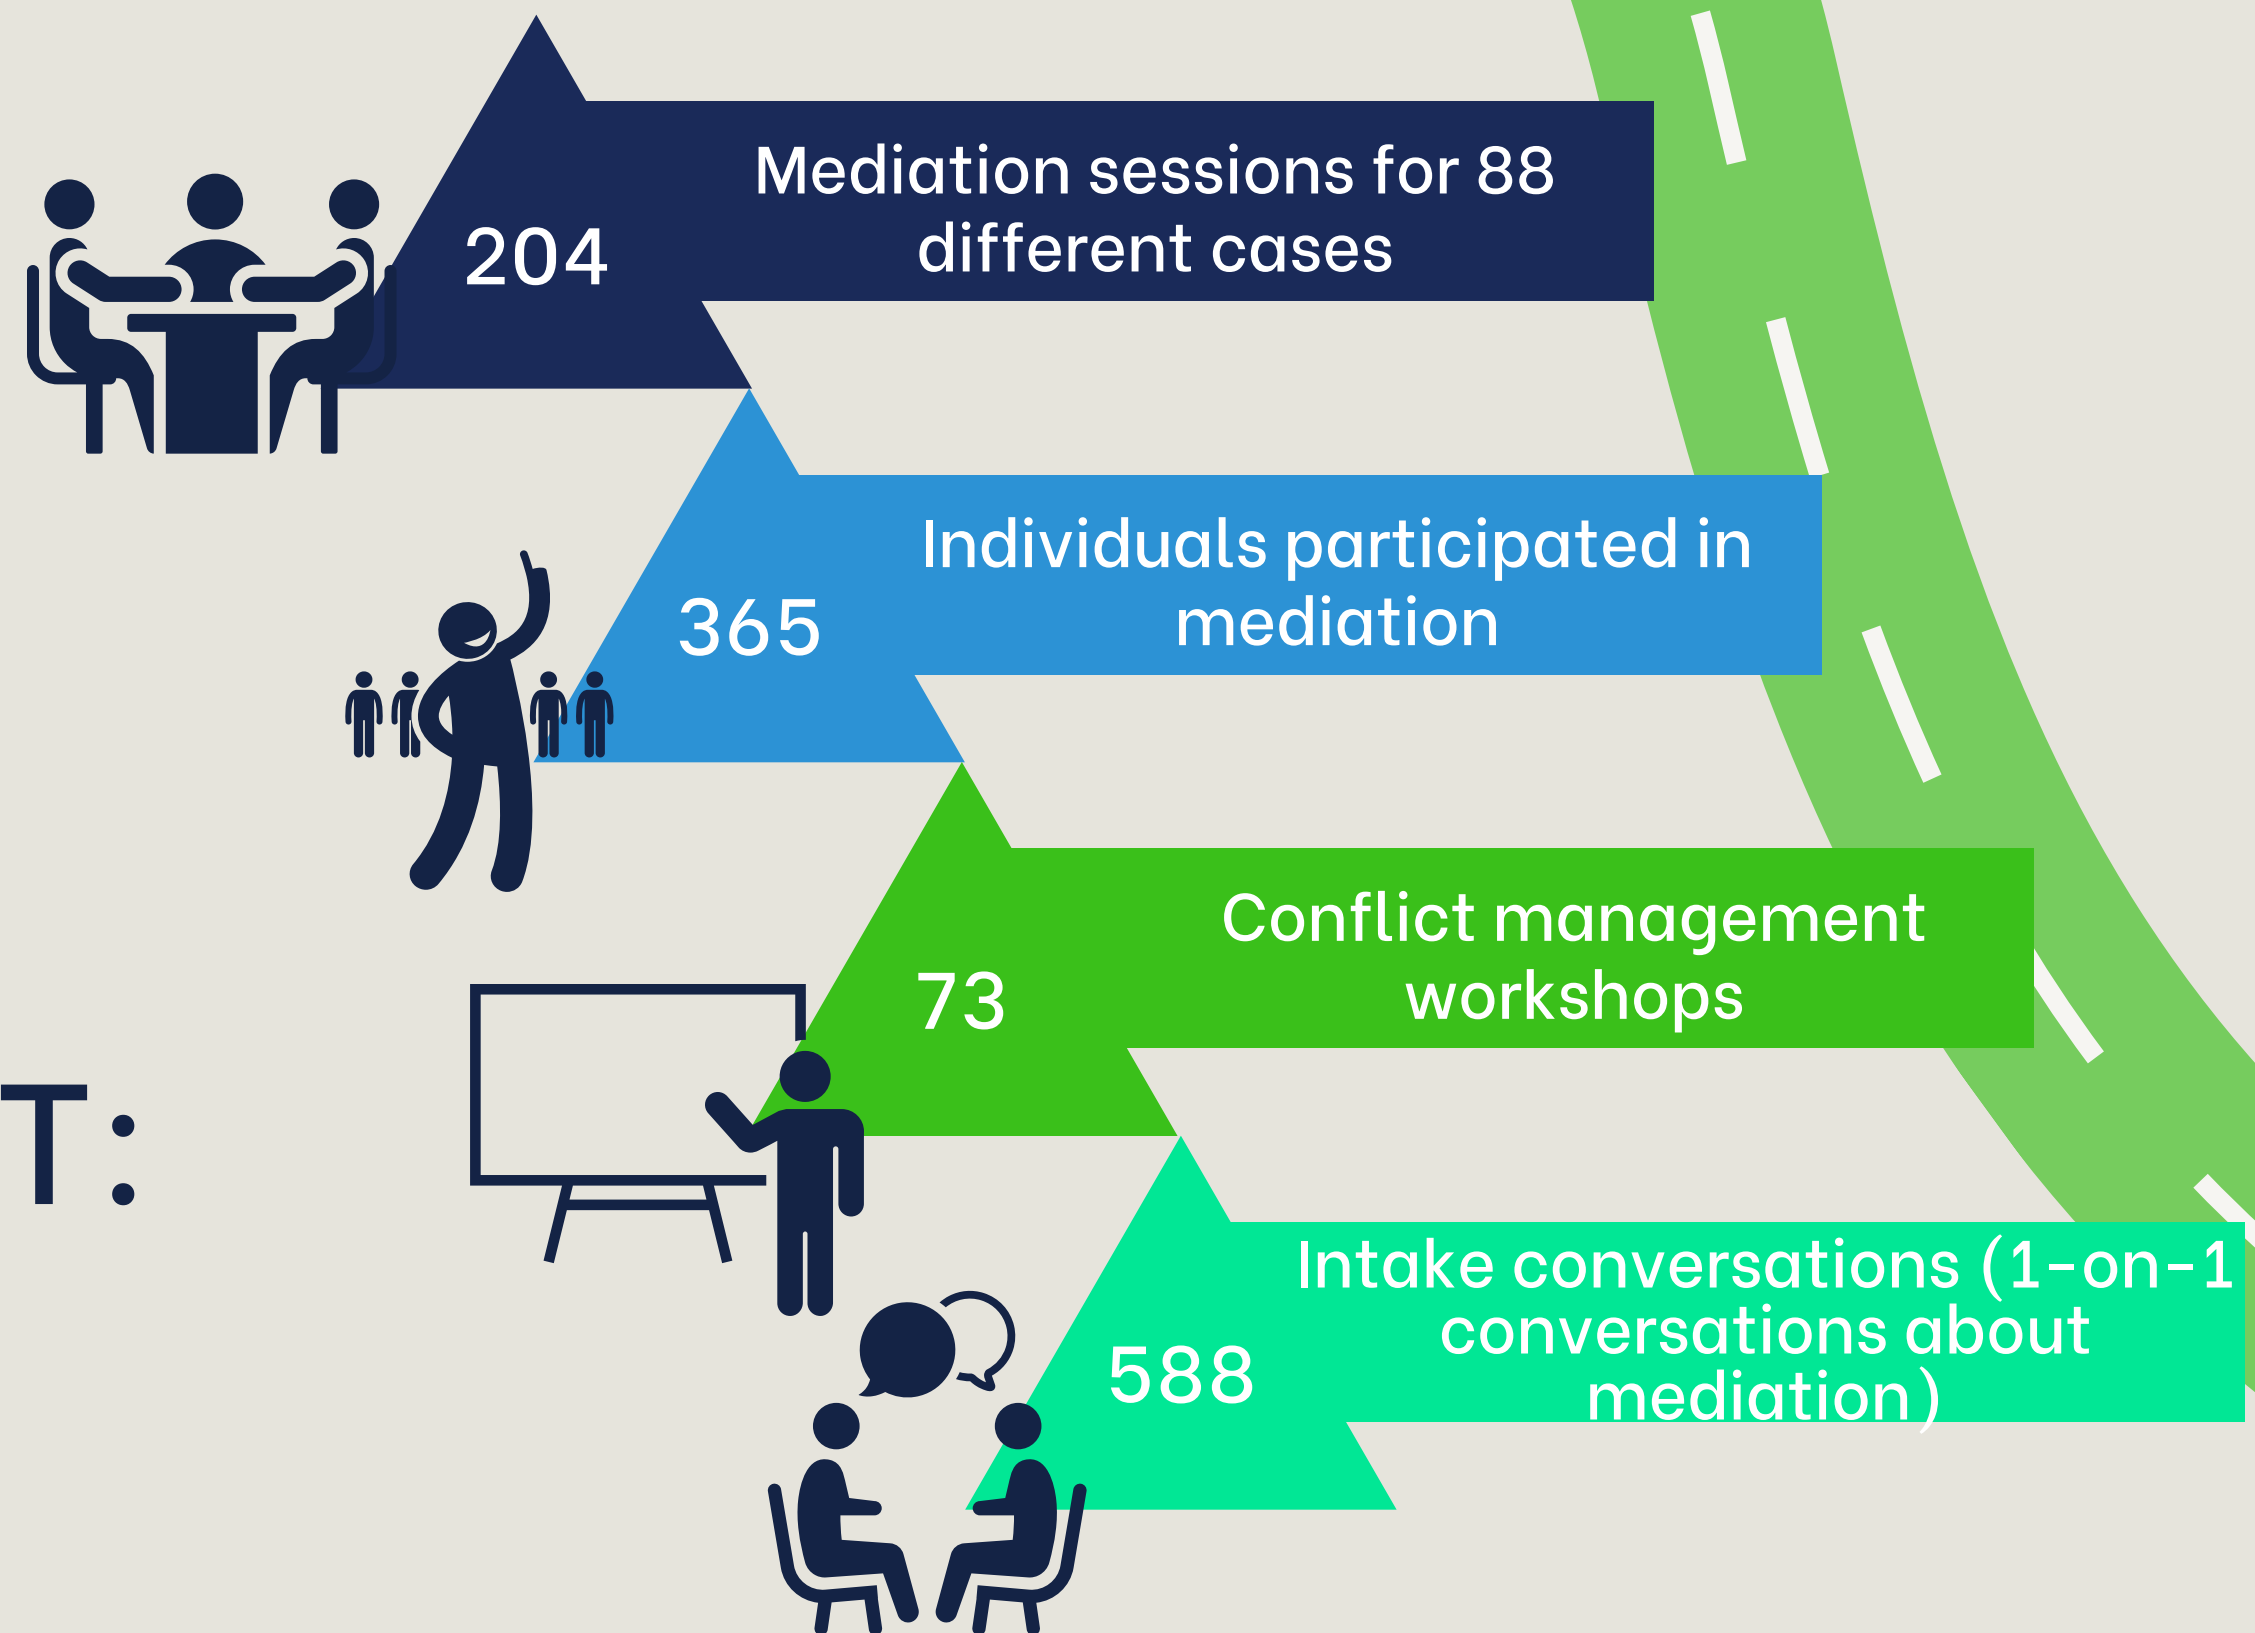 Mediation sessions for 88
different cases
204
Individuals participated in
mediation
365
Conflict management
workshops
73
T:
Intake conversations (1-on-1
conversations about
mediation)
588